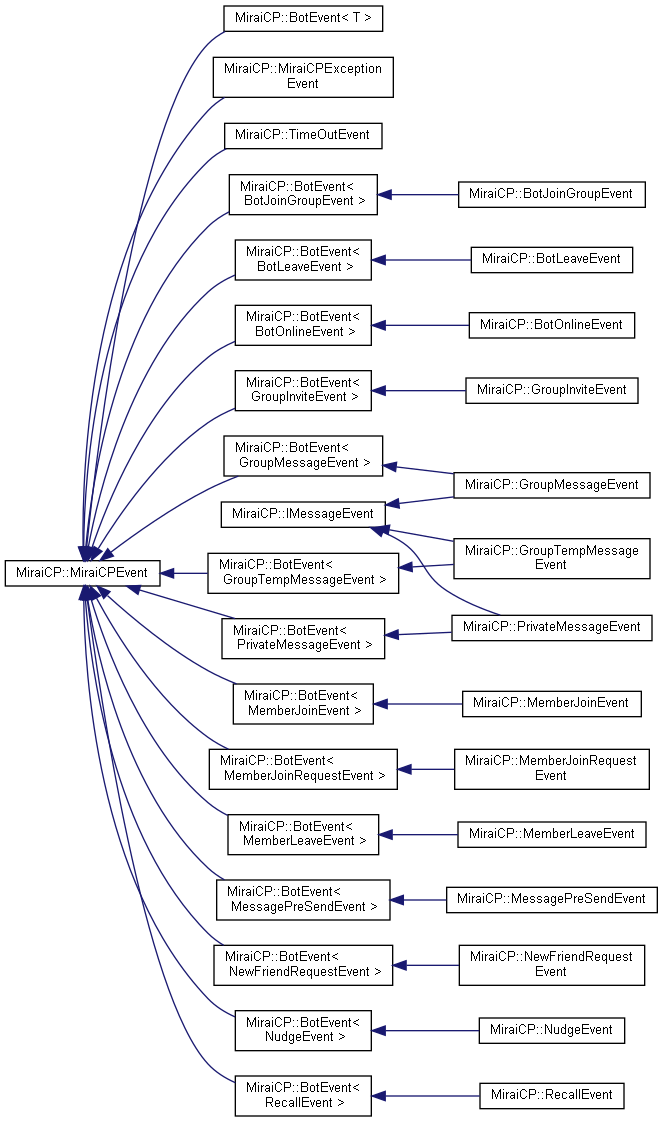 MiraiCP::BotEvent< T >
MiraiCP::MiraiCPException
Event
MiraiCP::TimeOutEvent
MiraiCP::BotEvent<
BotJoinGroupEvent >
MiraiCP::BotJoinGroupEvent
MiraiCP::BotEvent<
BotLeaveEvent >
MiraiCP::BotLeaveEvent
MiraiCP::BotEvent<
BotOnlineEvent >
MiraiCP::BotOnlineEvent
MiraiCP::BotEvent<
GroupInviteEvent >
MiraiCP::GroupInviteEvent
MiraiCP::BotEvent<
GroupMessageEvent >
MiraiCP::GroupMessageEvent
MiraiCP::IMessageEvent
MiraiCP::MiraiCPEvent
MiraiCP::BotEvent<
GroupTempMessageEvent >
MiraiCP::GroupTempMessage
Event
MiraiCP::BotEvent<
PrivateMessageEvent >
MiraiCP::PrivateMessageEvent
MiraiCP::BotEvent<
MemberJoinEvent >
MiraiCP::MemberJoinEvent
MiraiCP::BotEvent<
MemberJoinRequestEvent >
MiraiCP::MemberJoinRequest
Event
MiraiCP::BotEvent<
MemberLeaveEvent >
MiraiCP::MemberLeaveEvent
MiraiCP::BotEvent<
MessagePreSendEvent >
MiraiCP::MessagePreSendEvent
MiraiCP::BotEvent<
NewFriendRequestEvent >
MiraiCP::NewFriendRequest
Event
MiraiCP::BotEvent<
NudgeEvent >
MiraiCP::NudgeEvent
MiraiCP::BotEvent<
RecallEvent >
MiraiCP::RecallEvent